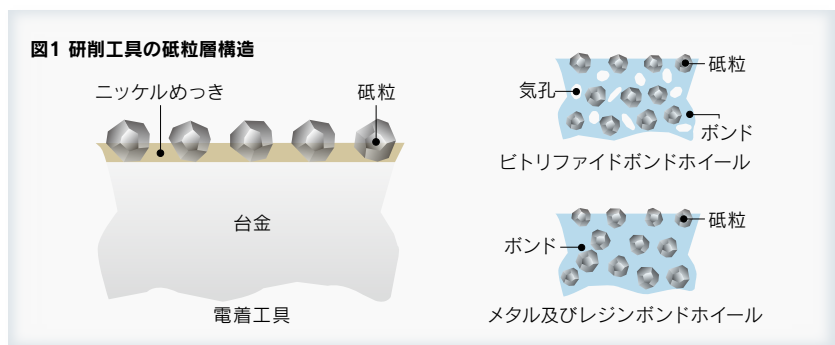 図1 研削工具の砥粒層構造
ニッケルめっき
砥粒
台金
電着工具
砥粒
気孔
ボンド
ビトリファイドボンドホイール
砥粒
ボンド
メタル及びレジンボンドホイール